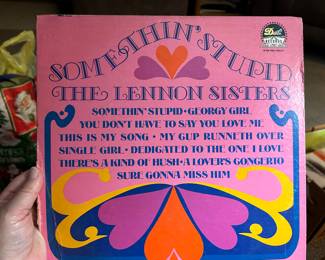 Dot
SOMETHIN' STUPID
THE LENNON SISTERS
SOMETHIN' STUPID • GEORGY GIRL
YOU DON'T HAVE TO SAY YOU LOVE ME
THIS IS MY SONG • MY CUP RUNNETH OVER
SINGLE GIRL • DEDICATED TO THE ONE I LOVE
THERE'S A KIND OF HUSH • A LOVER'S CONCERTO
SURE GONNA MISS HIM